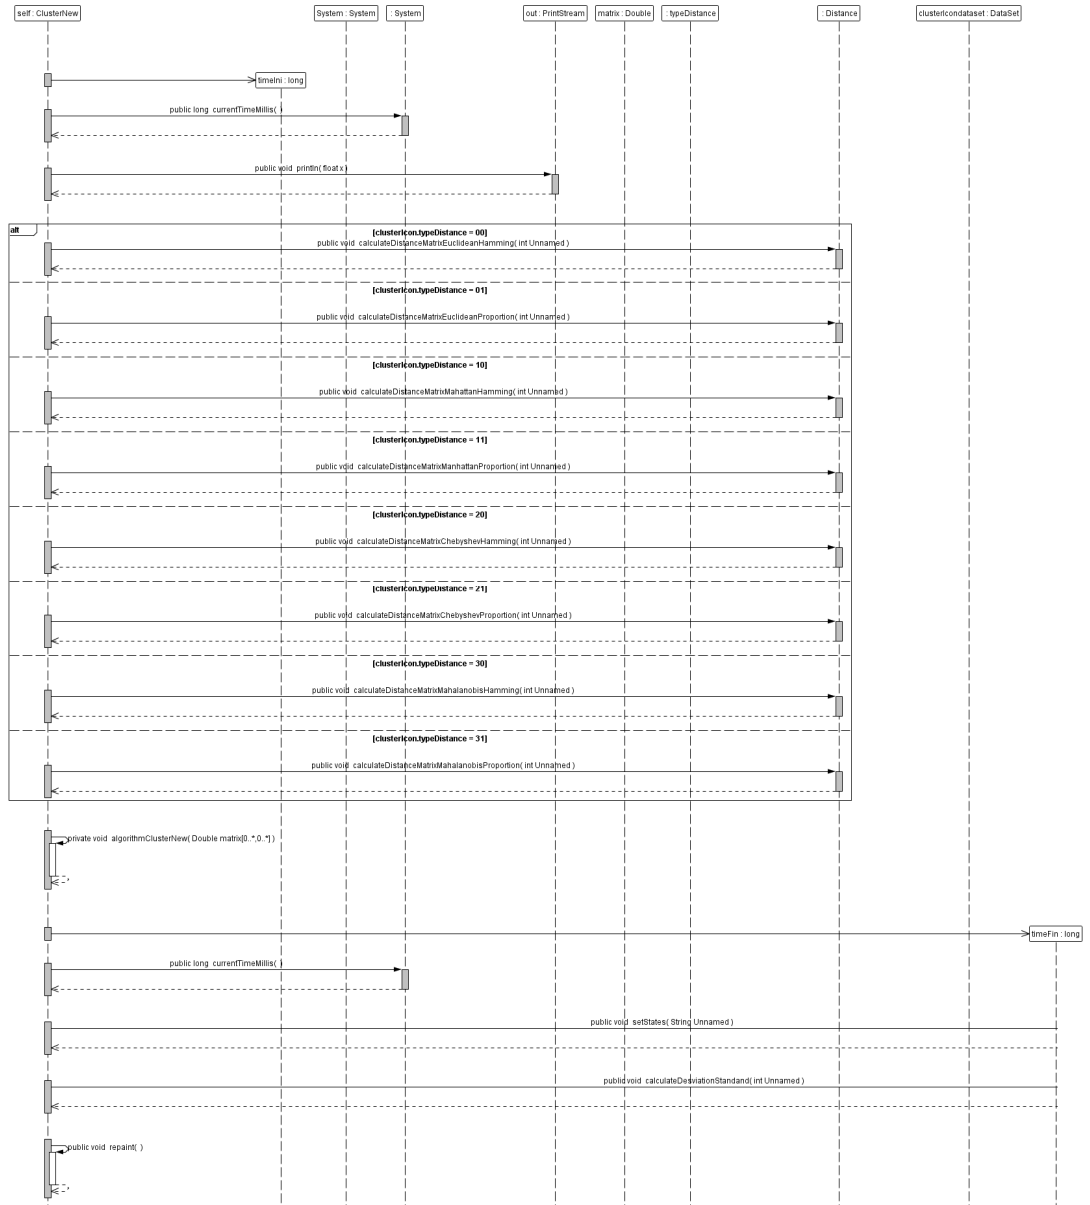 self : ClusterNew
System : System
: System
out : PrintStream
matrix : Double
: typeDistance
: Distance
clusterIcondataset : DataSet
timeIni : long
public long currentTimeMillis( )
public void println( float x )
alt
[clusterIcon.typeDistance = 00]
public void calculateDistanceMatrixEuclideanHamming( int Unnamed )
[clusterIcon.typeDistance = 01]
public void calculateDistanceMatrixEuclideanProportion( int Unnamed )
[clusterIcon.typeDistance = 10]
public void calculateDistanceMatrixMahattanHamming( int Unnamed )
[clusterIcon.typeDistance = 11]
public void calculateDistanceMatrixManhattanProportion( int Unnamed )
[clusterIcon.typeDistance = 20]
public void calculateDistanceMatrixChebyshevHamming( int Unnamed )
[clusterIcon.typeDistance = 21]
public void calculateDistanceMatrixChebyshevProportion( int Unnamed )
[clusterIcon.typeDistance = 30]
public void calculateDistanceMatrixMahalanobisHamming( int Unnamed )
[clusterIcon.typeDistance = 31]
public void calculateDistanceMatrixMahalanobisProportion( int Unnamed )
private void algorithmClusterNew( Double matrix[0..*,0..*] )
timeFin : long
public long currentTimeMillis( )
public void setStates( String Unnamed )
public void calculateDesviationStandand( int Unnamed )
public void repaint( )